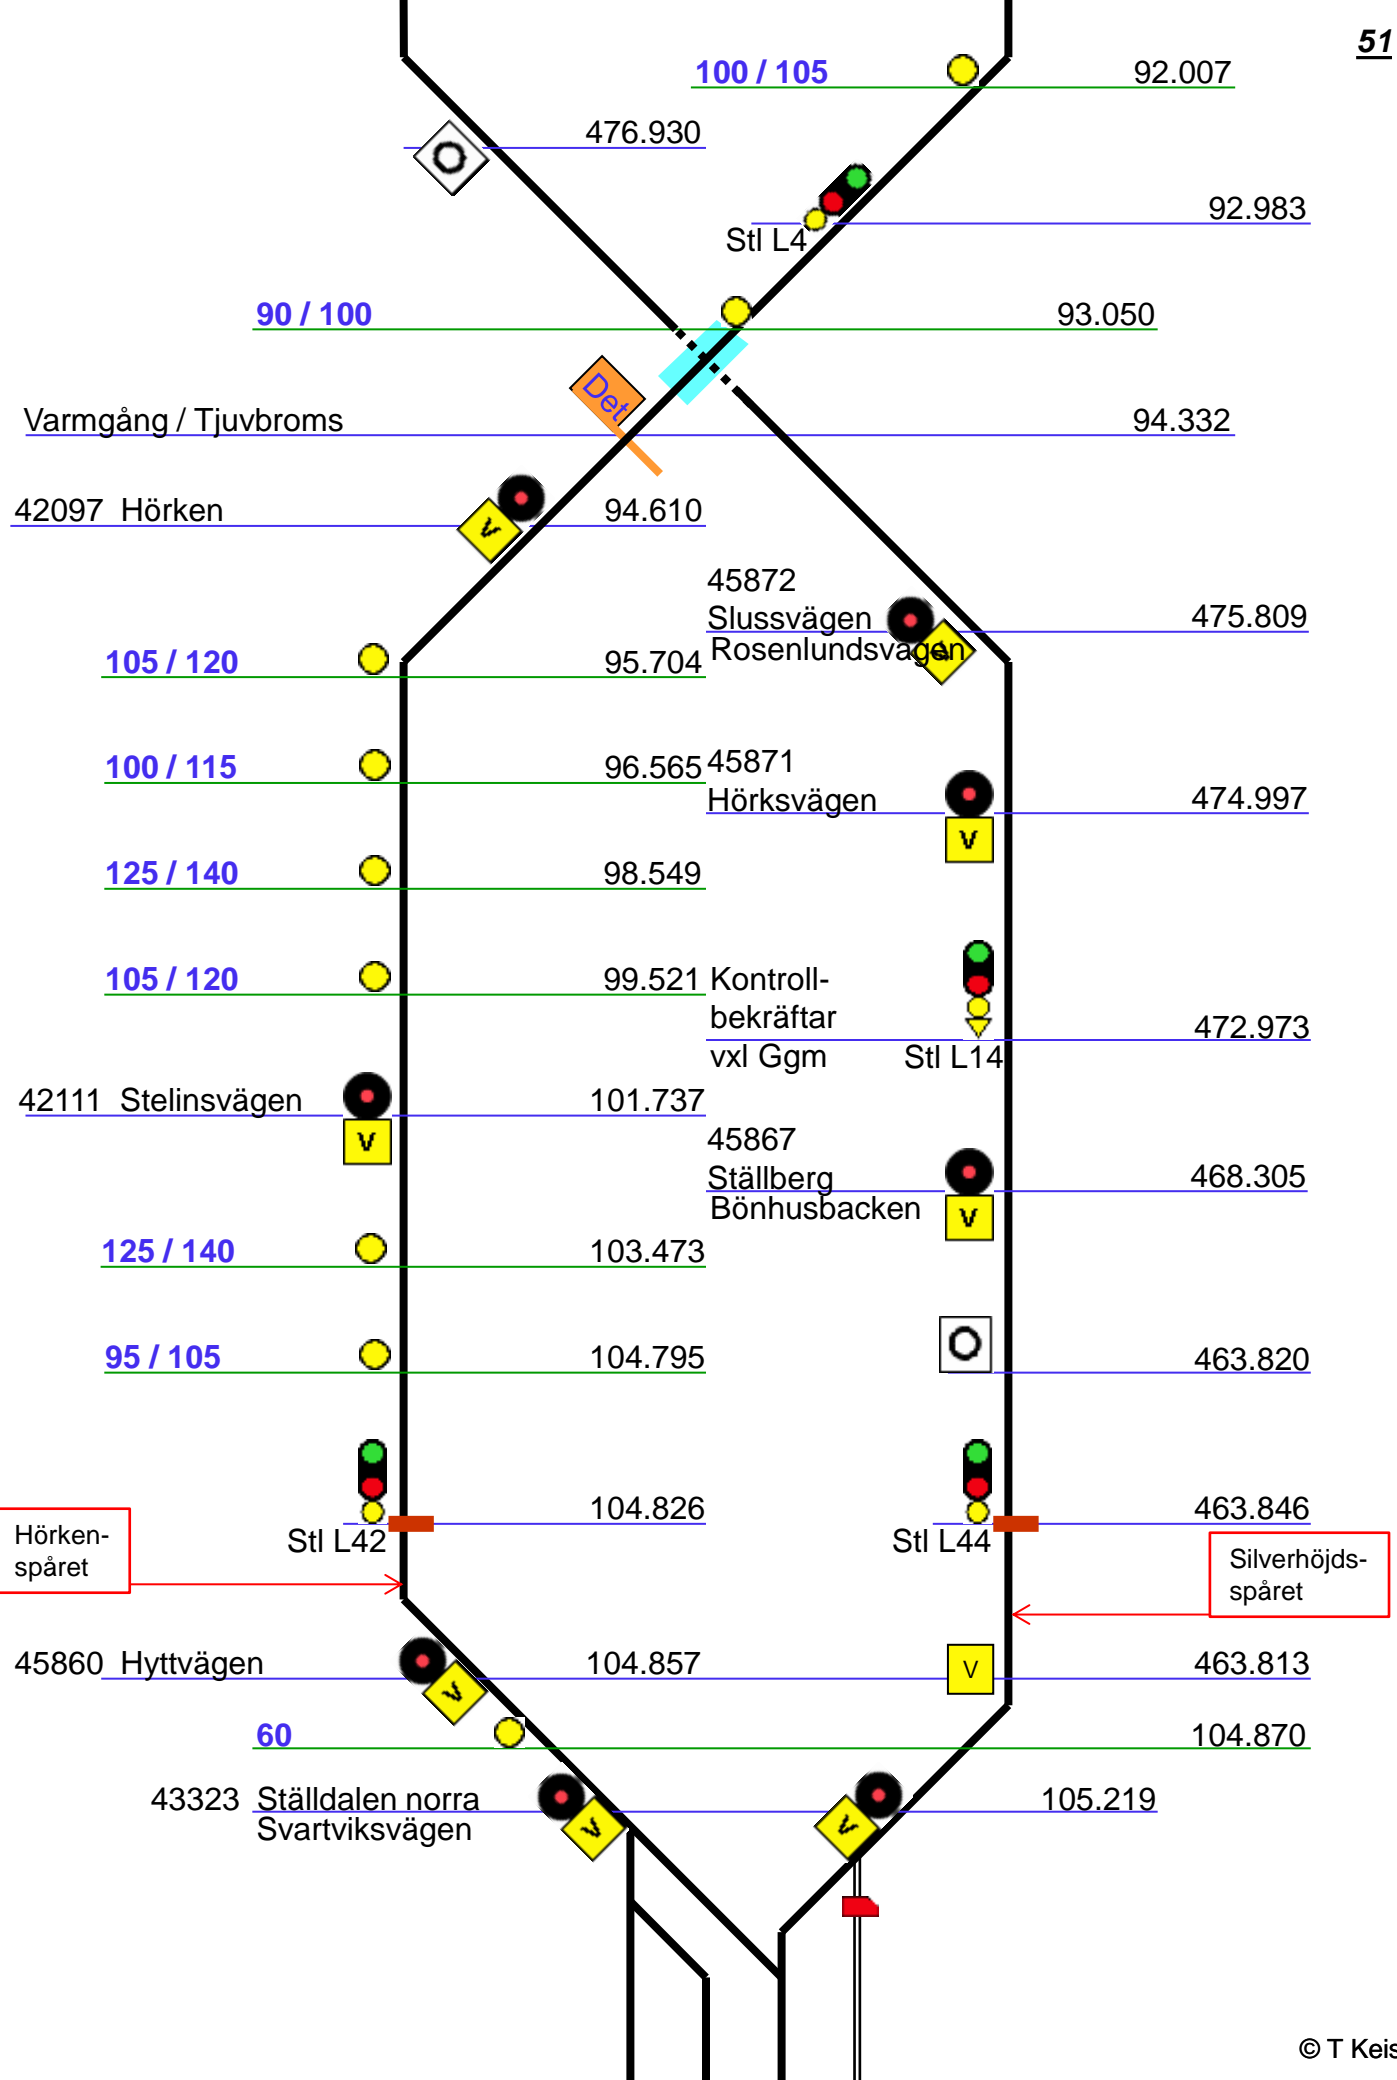 51
100 / 105 92.007
476.930
92.983
Stl L4
90 / 100 93.050
Det
Varmgång / Tjuvbroms 94.332
42097 Hörken V 94.610
45872
Slussvägen 475.809
Rosenlundsvägen V
105 / 120 95.704
100 / 115 96.565
45871
Hörksvägen 474.997
V
125 / 140 98.549
105 / 120 99.521
Kontroll-
bekräftar 472.973
vxl Ggm Stl L14
42111 Stelinsvägen 101.737
V
45867
Ställberg 468.305
Bönhusbacken V
125 / 140 103.473
95 / 105 104.795
463.820
104.826
Stl L42
463.846
Stl L44
Hörken-
spåret
Silverhöjds-
spåret
45860 Hyttvägen V 104.857
V 463.813
60 104.870
43323 Ställdalen norra 105.219
Svartviksvägen V V
© T Keis